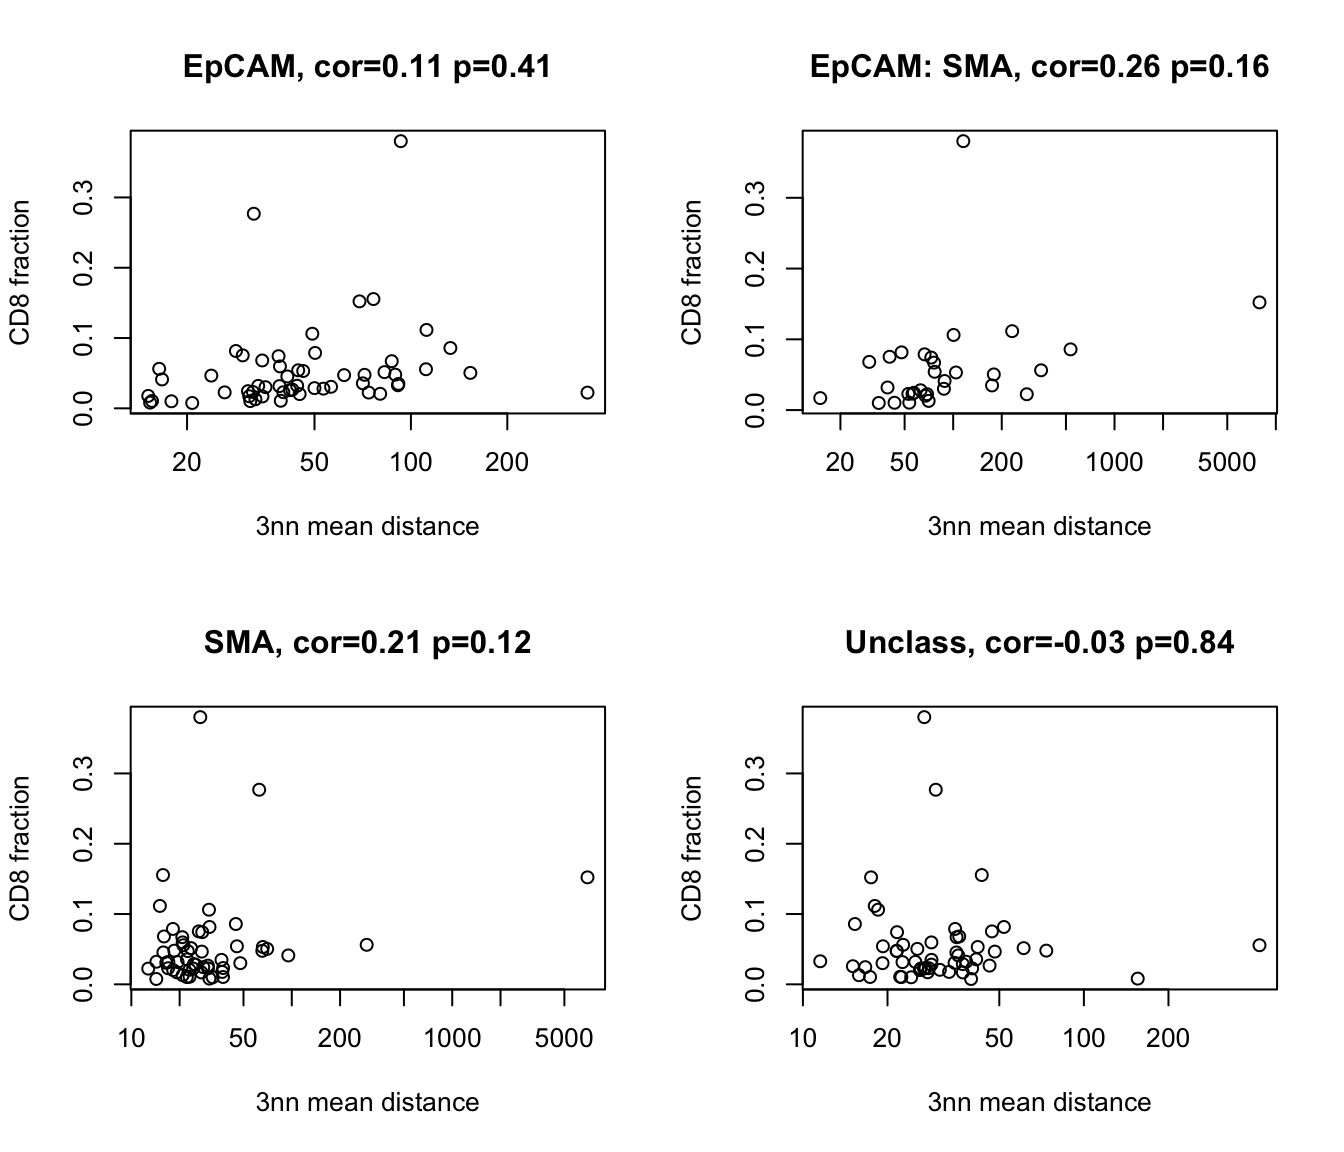 EpCAM, cor=0.11 p=0.41
CD8 fraction
0.3
0.2
0.1
0.0
20 50 100 200
3nn mean distance
EpCAM: SMA, cor=0.26 p=0.16
CD8 fraction
0.3
0.2
0.1
0.0
20 50 200 1000 5000
3nn mean distance
SMA, cor=0.21 p=0.12
CD8 fraction
0.3
0.2
0.1
0.0
10 50 200 1000 5000
3nn mean distance
Unclass, cor=-0.03 p=0.84
CD8 fraction
0.3
0.2
0.1
0.0
10 20 50 100 200
3nn mean distance